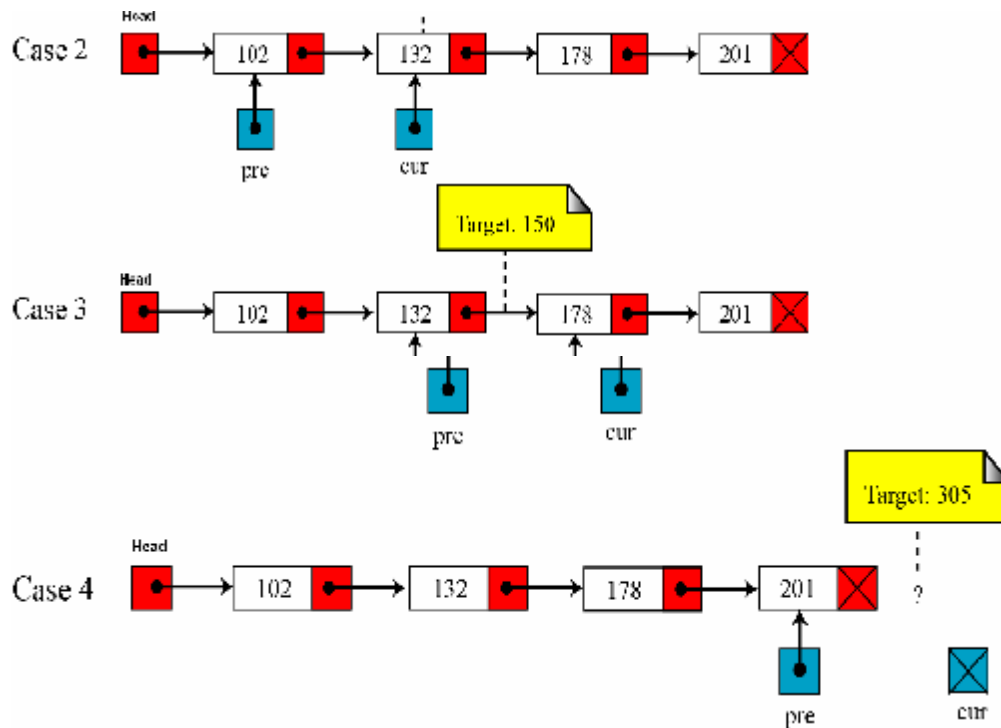 Head
Case 2 102 132 178 201
pre cur
Target: 150
Head
Case 3 102 132 178 201
pre cur
Target: 305
Head
Case 4 102 132 178 201 ?
pre cur